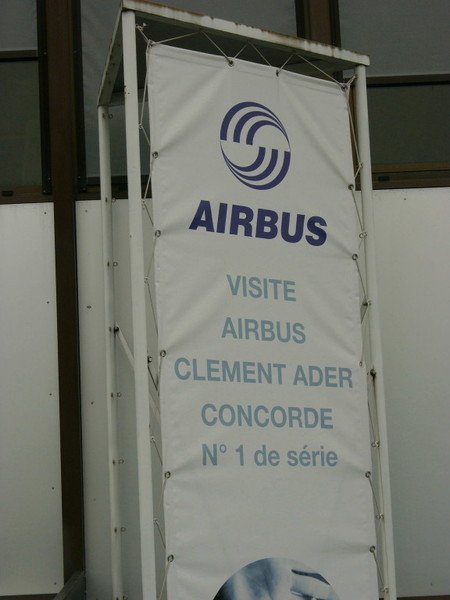 AIRBUS
VISITE
AIRBUS
CLEMENT ADER
CONCORDE
N° 1 de série